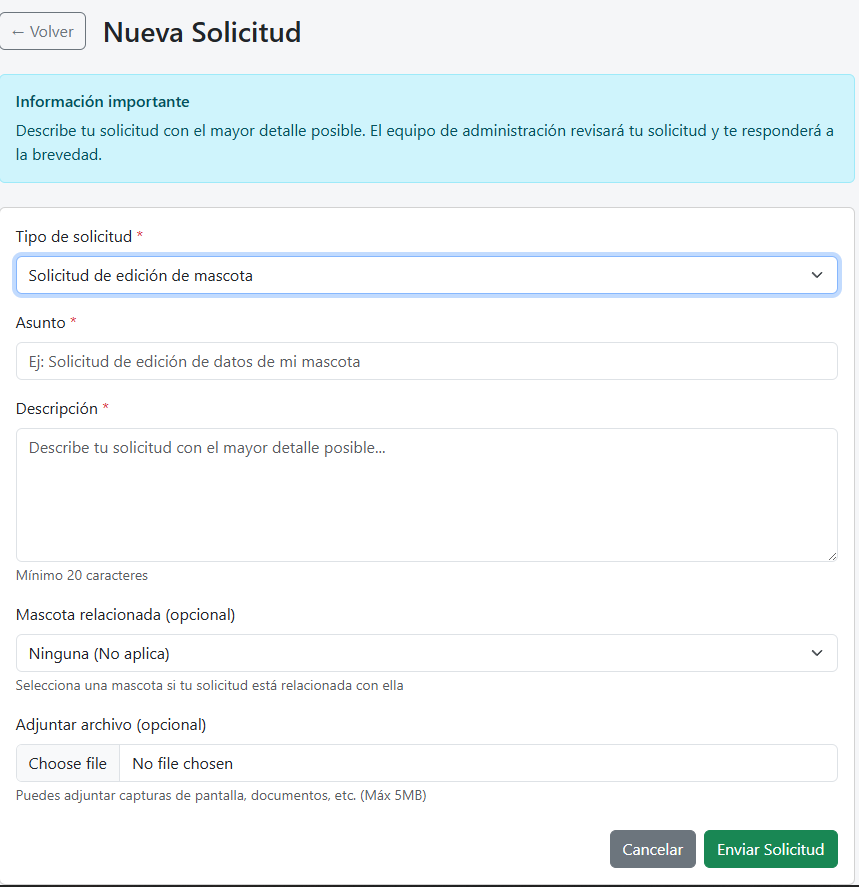 ← Volver Nueva Solicitud
Información importante
Describe tu solicitud con el mayor detalle posible. El equipo de administración revisará tu solicitud y te responderá a
la brevedad.
Tipo de solicitud *
Solicitud de edición de mascota
Asunto *
Ej: Solicitud de edición de datos de mi mascota
Descripción *
Describe tu solicitud con el mayor detalle posible...
Mínimo 20 caracteres
Mascota relacionada (opcional)
Ninguna (No aplica)
Selecciona una mascota si tu solicitud está relacionada con ella
Adjuntar archivo (opcional)
Choose file No file chosen
Puedes adjuntar capturas de pantalla, documentos, etc. (Máx 5MB)
Cancelar Enviar Solicitud